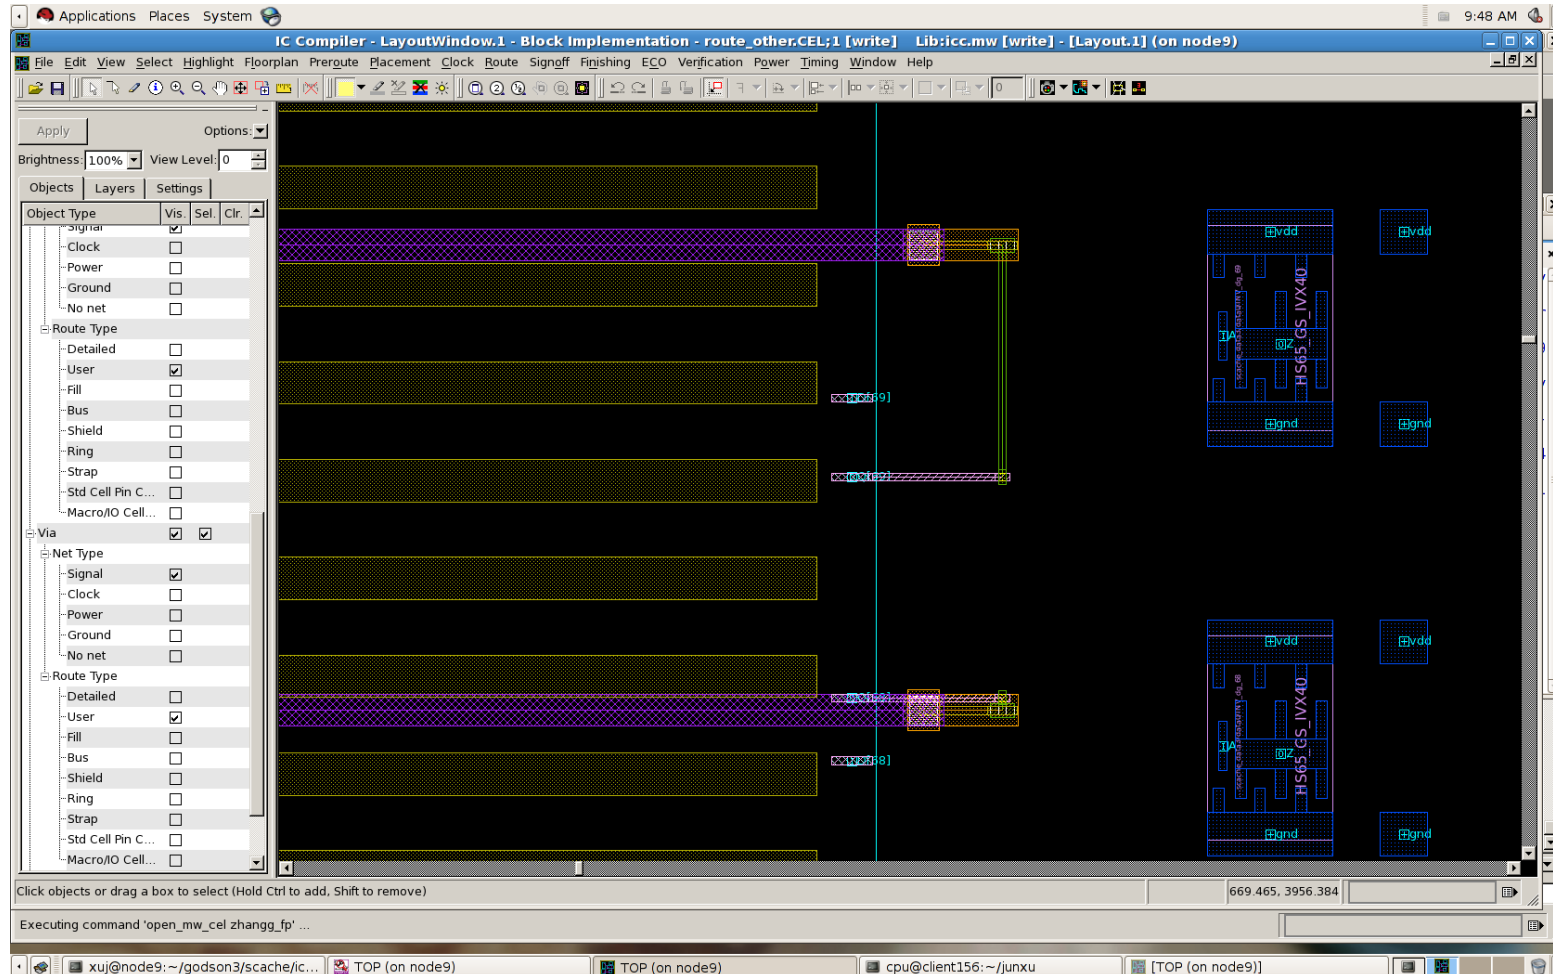 Applications Places System
9:48 AM
IC Compiler - LayoutWindow.1 - Block Implementation - route_other.CEL;1 [write] Lib:icc.mw [write] - [Layout.1] (on node9)
File Edit View Select Highlight Floorplan Preroute Placement Clock Route Signoff Finishing ECO Verification Power Timing Window Help
0
Apply
Options:
Brightness: 100% View Level: 0
Objects Layers Settings
Object Type Vis. Sel. Clr.
Signal
Clock
Power
Ground
No net
Route Type
Detailed
User
Fill
Bus
Shield
Ring
Strap
Std Cell Pin C...
Macro/IO Cell...
Via
Net Type
Signal
Clock
Power
Ground
No net
Route Type
Detailed
User
Fill
Bus
Shield
Ring
Strap
Std Cell Pin C...
Macro/IO Cell...
vdd vdd
HS65_GS_IVX40
I A
O Z
gnd gnd
vdd vdd
HS65_GS_IVX40
I A
O Z
gnd gnd
Click objects or drag a box to select (Hold Ctrl to add, Shift to remove)
669.465, 3956.384
Executing command 'open_mw_cel zhangg_fp' ...
xuj@node9:~/godson3/scache/ic... TOP (on node9) TOP (on node9) cpu@client156:~/junxu [TOP (on node9)]